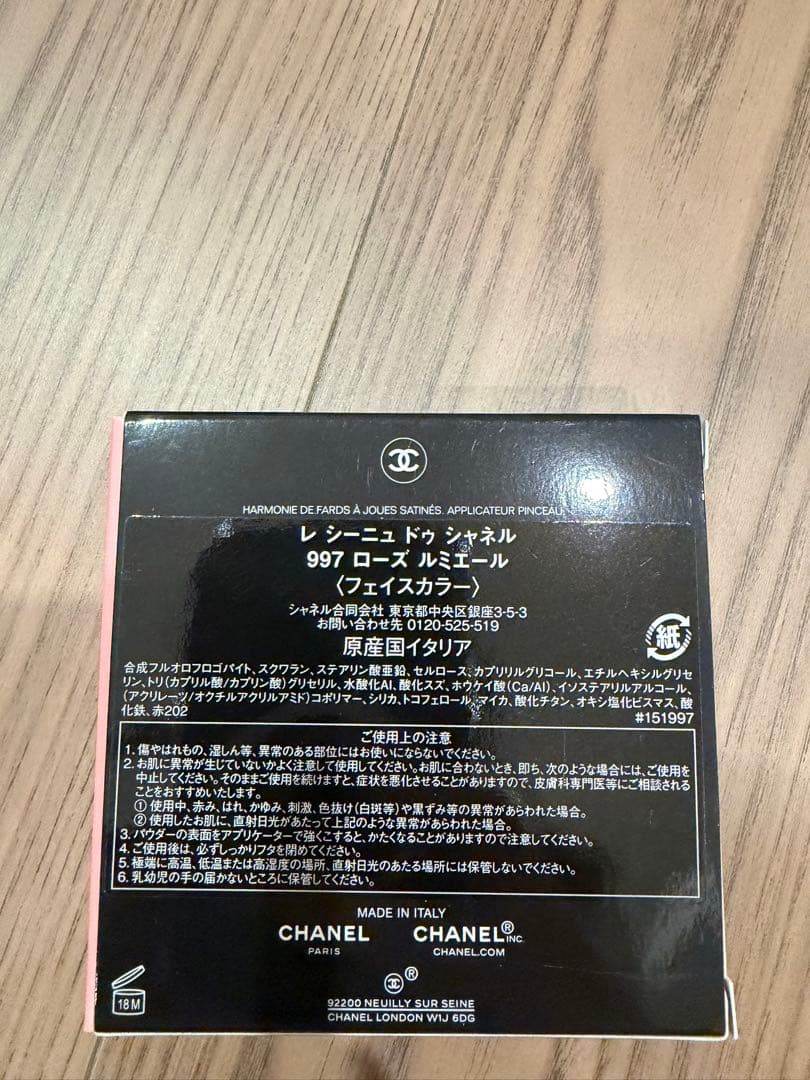 HARMONIE DE FARDS À JOUES SATINÉS. APPLICATEUR PINCEAU
レ シーニュ ドゥ シャネル
997 ローズ ルミエール
〈フェイスカラー〉
シャネル合同会社 東京都中央区銀座3-5-3
お問い合わせ先 0120-525-519
原産国イタリア
紙
合成フルオロフロゴパイト、スクワラン、ステアリン酸亜鉛、セルロース、カプリリルグリコール、エチルヘキシルグリセ
リン、トリ(カプリル酸/カプリン酸)グリセリル、水酸化Al、酸化スズ、ホウケイ酸(Ca/Al)、イソステアリルアルコール、
(アクリレーツ/オクチルアクリルアミド)コポリマー、シリカ、トコフェロール、マイカ、酸化チタン、オキシ塩化ビスマス、酸
化鉄、赤202 #151997
ご使用上の注意
1. 傷やはれもの、湿しん等、異常のある部位にはお使いにならないでください。
2. お肌に異常が生じていないかよく注意して使用してください。お肌に合わないとき、即ち、次のような場合には、ご使用を
中止してください。そのままご使用を続けますと、症状を悪化させることがありますので、皮膚科専門医等にご相談される
ことをおすすめいたします。
① 使用中、赤み、はれ、かゆみ、刺激、色抜け(白斑等)や黒ずみ等の異常があらわれた場合。
② 使用したお肌に、直射日光があたって上記のような異常があらわれた場合。
3. パウダーの表面をアプリケーターで強くこすると、かたくなることがありますので注意してください。
4. ご使用後は、必ずしっかりフタを閉めてください。
5. 極端に高温、低温または高湿度の場所、直射日光のあたる場所には保管しないでください。
6. 乳幼児の手の届かないところに保管してください。
MADE IN ITALY
CHANEL CHANEL® INC.
PARIS CHANEL.COM
®
18 M
92200 NEUILLY SUR SEINE
CHANEL LONDON W1J 6DG